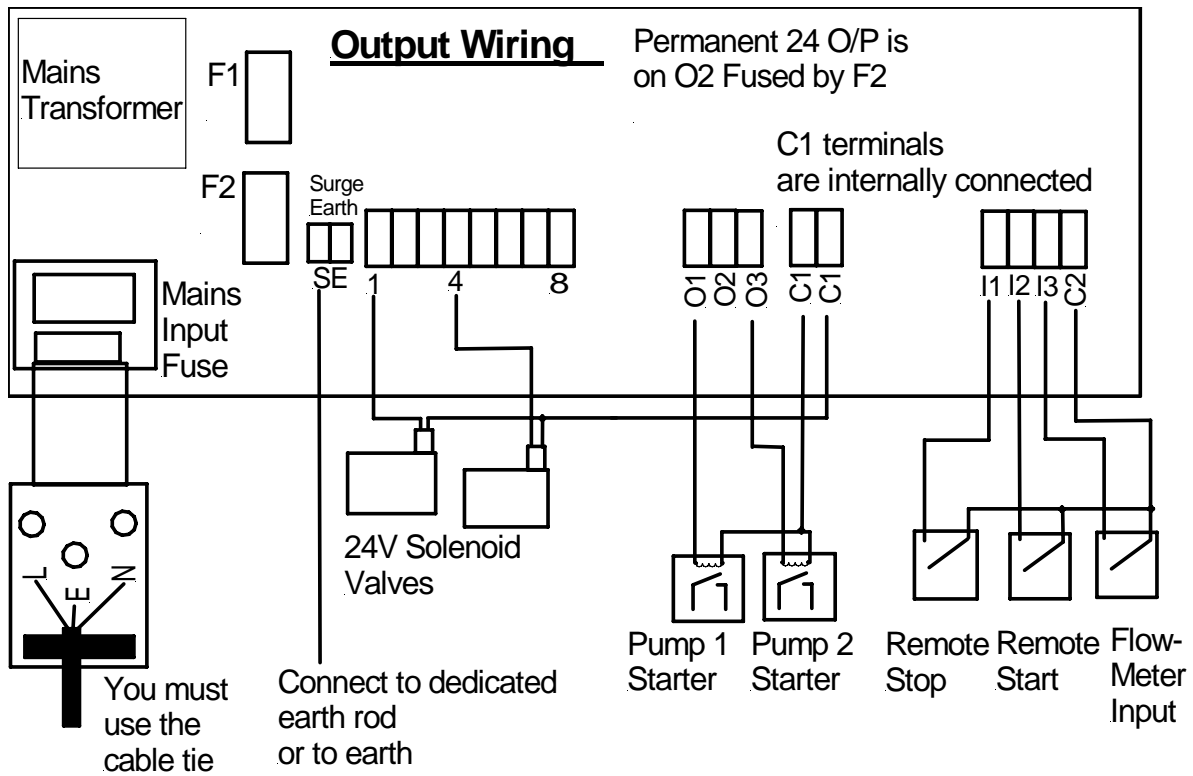 Output Wiring
Permanent 24 O/P is
on O2 Fused by F2
Mains
Transformer
F1
F2
C1 terminals
are internally connected
Surge
Earth
SE
1
4
8
O1
O2
O3
C1
C1
I1
I2
I3
C2
Mains
Input
Fuse
24V Solenoid
Valves
L
E
N
Pump 1
Starter
Pump 2
Starter
Remote
Stop
Remote
Start
Flow-
Meter
Input
You must
use the
cable tie
Connect to dedicated
earth rod
or to earth